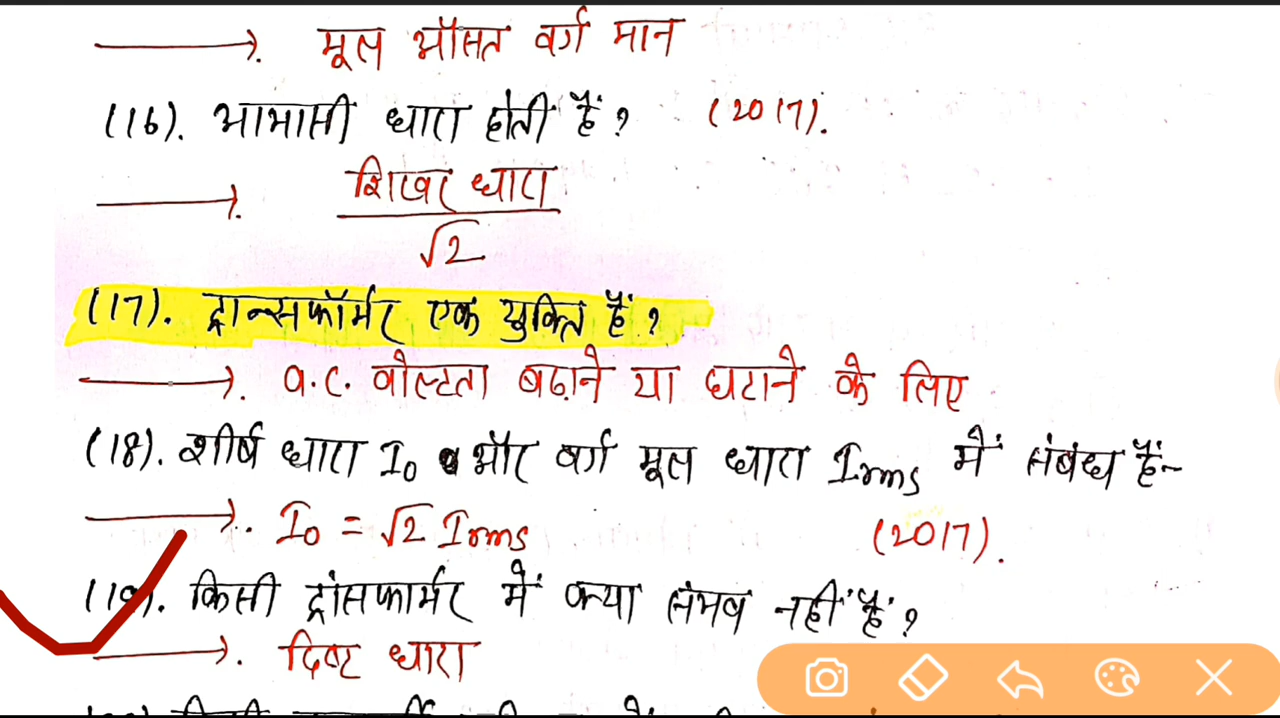 →. मूल औसत वर्ग मान
(16). आभासी धारा होती हैं? (2017).
→. शिखर धारा
√2
(17). ट्रान्सफॉर्मर एक युक्ति हैं?
→. a.c. वोल्टता बढ़ाने या घटाने के लिए
(18). शीर्ष धारा I₀ और वर्ग मूल धारा Irms में संबंध हैं-
→. I₀ = √2 Irms (2017).
(19). किसी ट्रांसफार्मर में क्या संभव नहीं हैं?
→. दिष्ट धारा